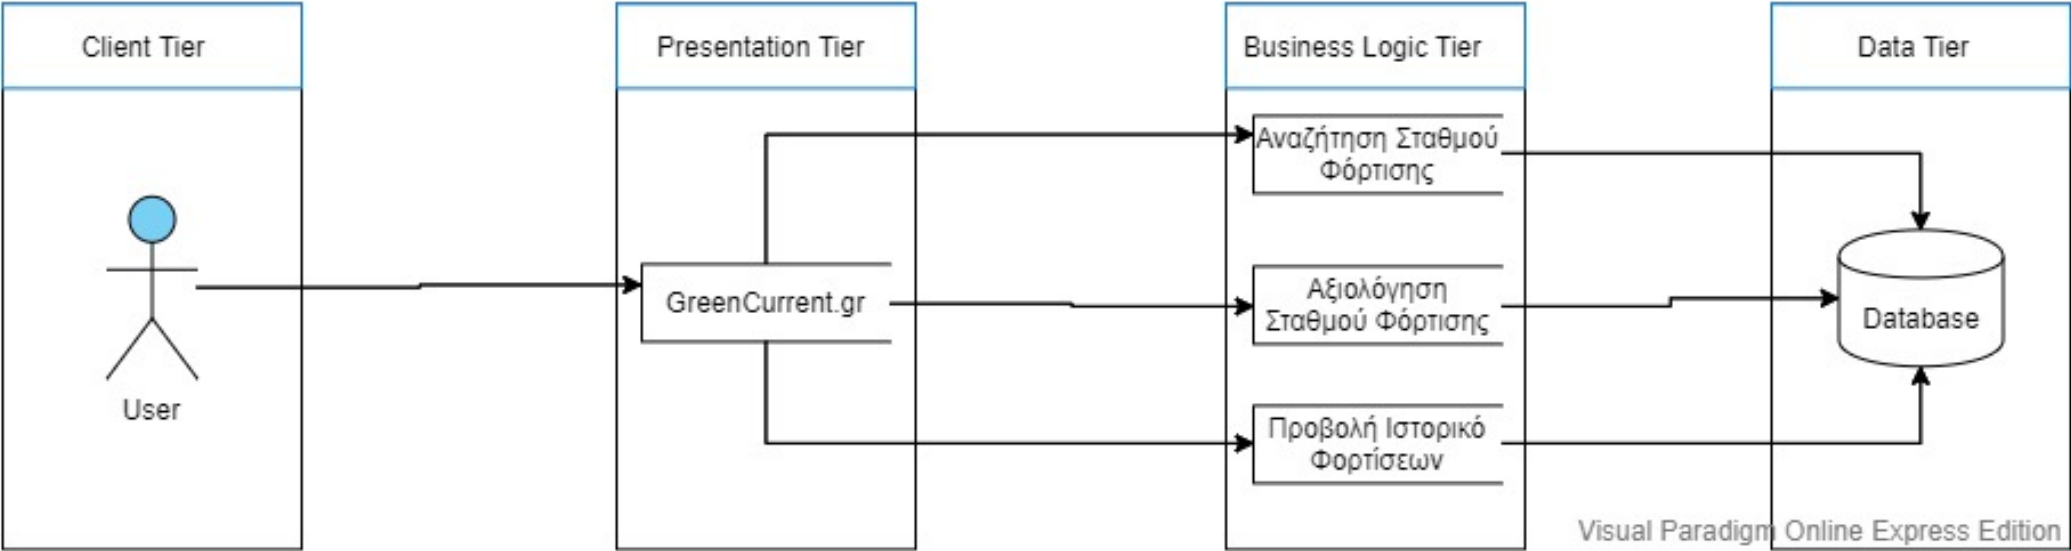 Client Tier
Presentation Tier
Business Logic Tier
Data Tier
User
GreenCurrent.gr
Αναζήτηση Σταθμού
Φόρτισης
Αξιολόγηση
Σταθμού Φόρτισης
Προβολή Ιστορικό
Φορτίσεων
Database
Visual Paradigm Online Express Edition